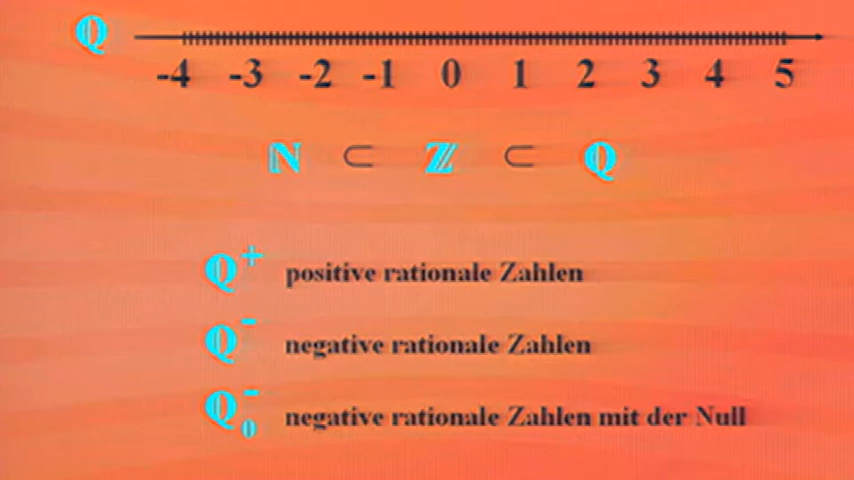 ℚ
-4 -3 -2 -1 0 1 2 3 4 5
ℕ ⊂ ℤ ⊂ ℚ
ℚ⁺ positive rationale Zahlen
ℚ⁻ negative rationale Zahlen
ℚ₀⁻ negative rationale Zahlen mit der Null